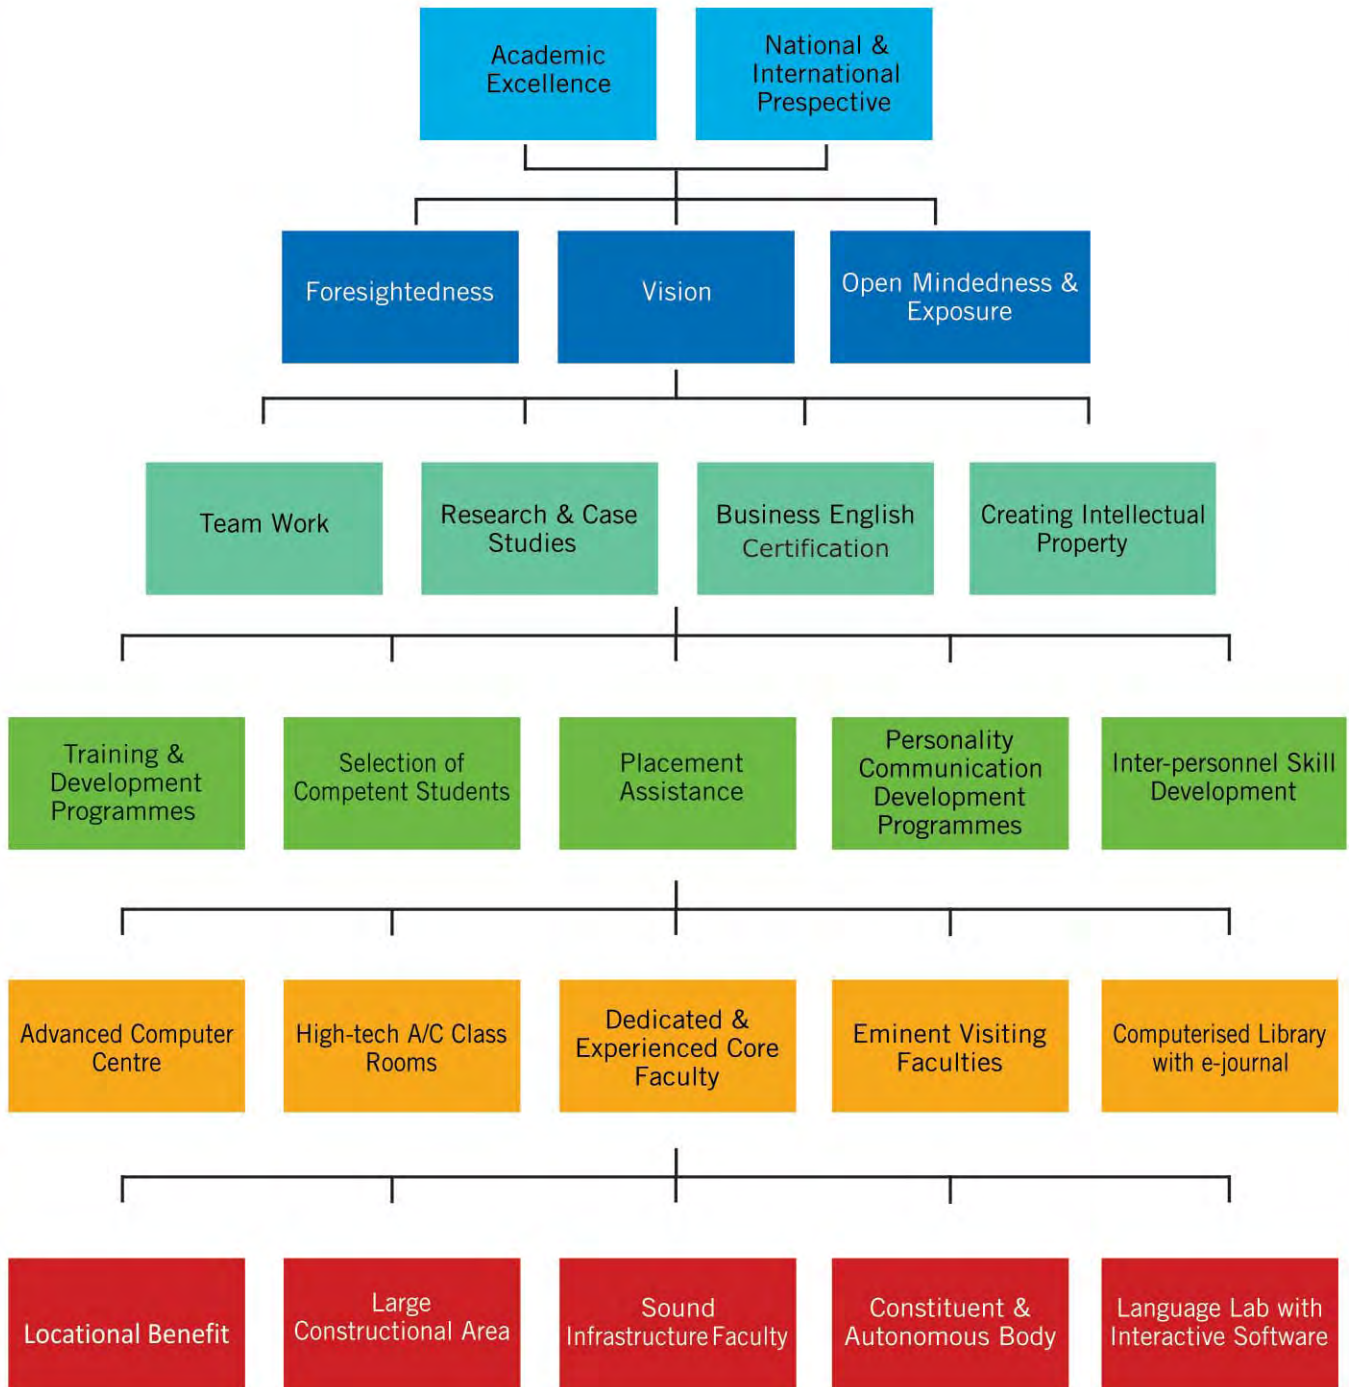 Academic
Excellence
National &
International
Prespective
Foresightedness
Vision
Open Mindedness &
Exposure
Team Work
Research & Case
Studies
Business English
Certification
Creating Intellectual
Property
Training &
Development
Programmes
Selection of
Competent Students
Placement
Assistance
Personality
Communication
Development
Programmes
Inter-personnel Skill
Development
Advanced Computer
Centre
High-tech A/C Class
Rooms
Dedicated &
Experienced Core
Faculty
Eminent Visiting
Faculties
Computerised Library
with e-journal
Locational Benefit
Large
Constructional Area
Sound
Infrastructure Faculty
Constituent &
Autonomous Body
Language Lab with
Interactive Software